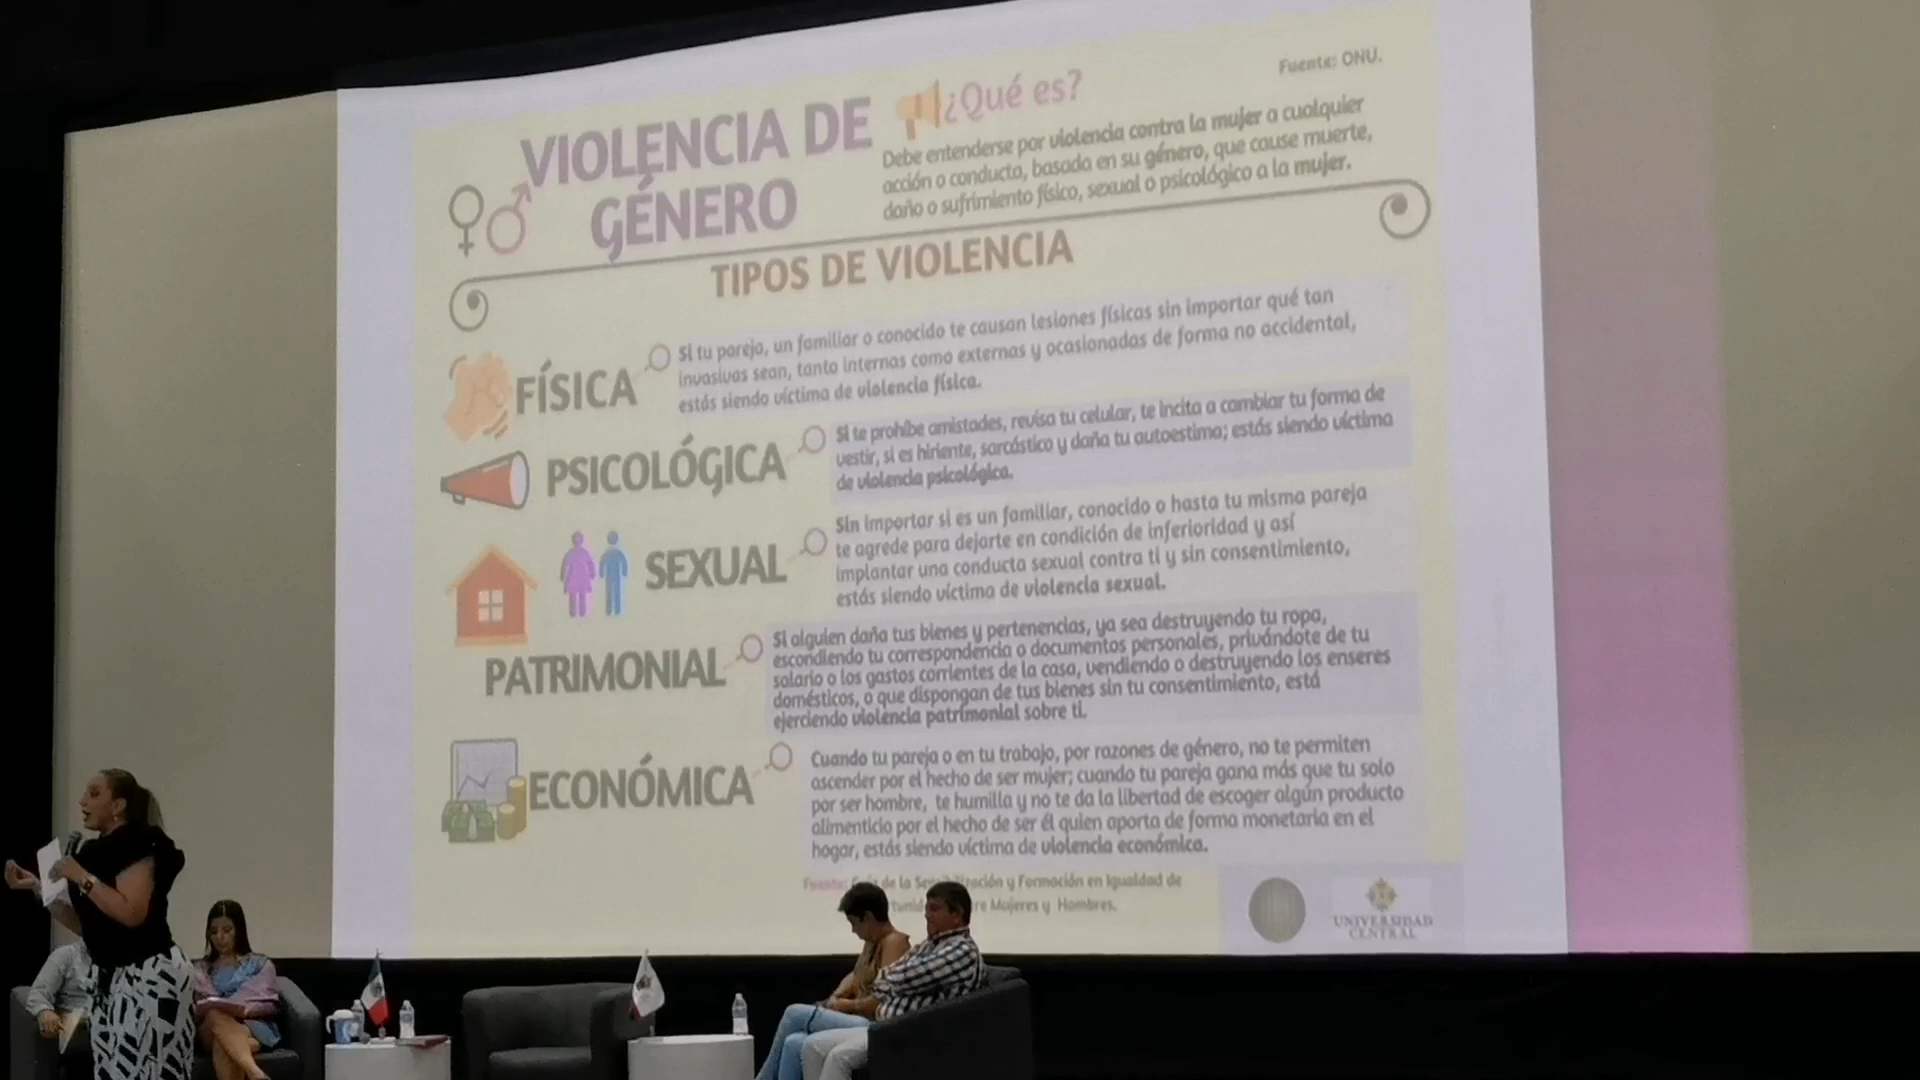 Fuente: ONU.
VIOLENCIA DE
GÉNERO
¿Qué es?
Debe entenderse por violencia contra la mujer a cualquier
acción o conducta, basada en su género, que cause muerte,
daño o sufrimiento físico, sexual o psicológico a la mujer.
TIPOS DE VIOLENCIA
FÍSICA
Si tu pareja, un familiar o conocido te causan lesiones físicas sin importar qué tan
invasivas sean, tanto internas como externas y ocasionadas de forma no accidental,
estás siendo víctima de violencia física.
PSICOLÓGICA
Si te prohíbe amistades, revisa tu celular, te incita a cambiar tu forma de
vestir, si es hiriente, sarcástico y daña tu autoestima; estás siendo víctima
de violencia psicológica.
SEXUAL
Sin importar si es un familiar, conocido o hasta tu misma pareja
te agrede para dejarte en condición de inferioridad y así
implantar una conducta sexual contra ti y sin consentimiento,
estás siendo víctima de violencia sexual.
PATRIMONIAL
Si alguien daña tus bienes y pertenencias, ya sea destruyendo tu ropa,
escondiendo tu correspondencia o documentos personales, privándote de tu
salario o los gastos corrientes de la casa, vendiendo o destruyendo los enseres
domésticos, o que dispongan de tus bienes sin tu consentimiento, está
ejerciendo violencia patrimonial sobre ti.
ECONÓMICA
Cuando tu pareja o en tu trabajo, por razones de género, no te permiten
ascender por el hecho de ser mujer; cuando tu pareja gana más que tu solo
por ser hombre, te humilla y no te da la libertad de escoger algún producto
alimenticio por el hecho de ser él quien aporta de forma monetaria en el
hogar, estás siendo víctima de violencia económica.
Fuente: de la y Formación en Igualdad de
Mujeres y Hombres.
UNIVERSIDAD
CENTRAL